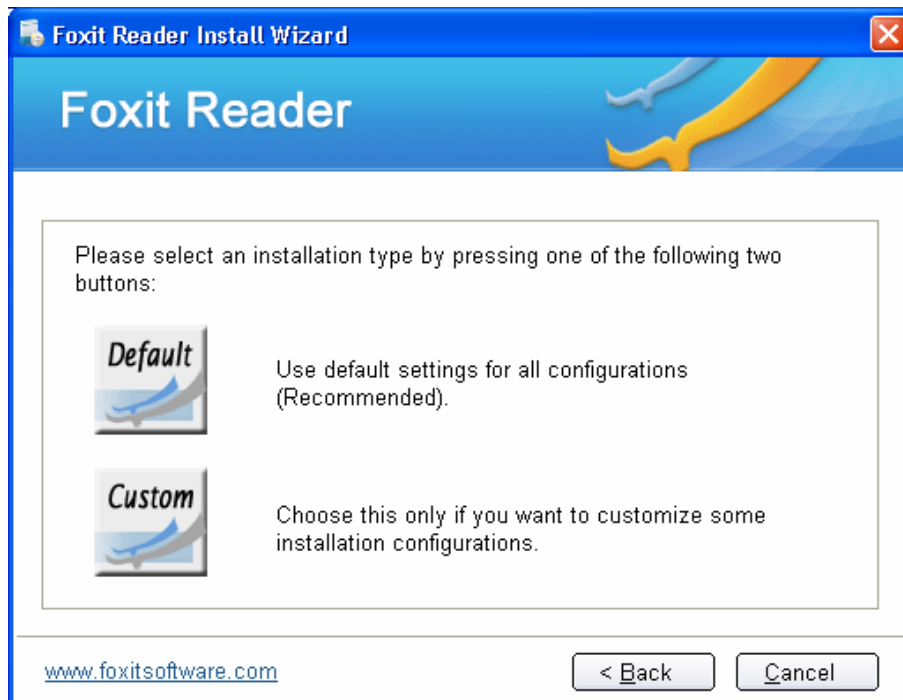 Foxit Reader Install Wizard
Foxit Reader
Please select an installation type by pressing one of the following two
buttons:
Default
Use default settings for all configurations
(Recommended).
Custom
Choose this only if you want to customize some
installation configurations.
www.foxitsoftware.com
< Back
Cancel